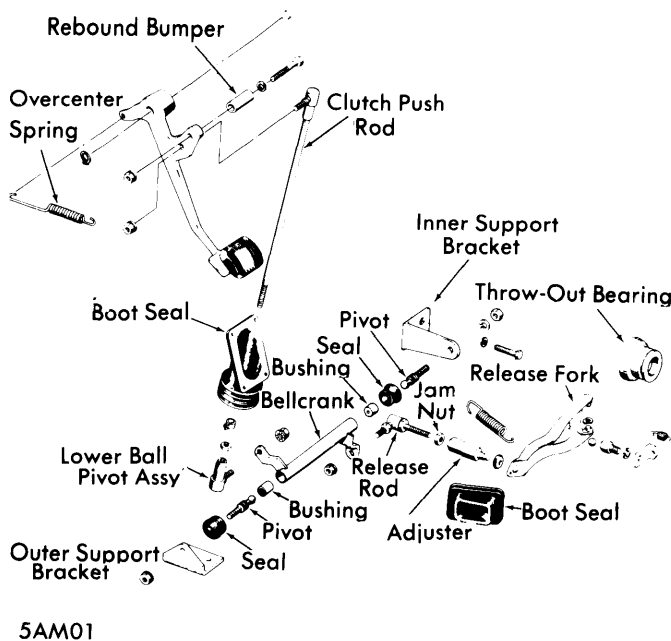 Rebound Bumper
Overcenter
Spring
Clutch Push
Rod
Inner Support
Bracket
Throw-Out Bearing
Boot Seal
Pivot
Seal
Bushing
Release Fork
Jam
Nut
Bellcrank
Lower Ball
Pivot Assy
Release
Rod
Bushing
Pivot
Adjuster
Boot Seal
Outer Support
Bracket
Seal
5AM01